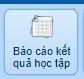 Báo cáo kết
quả học tập